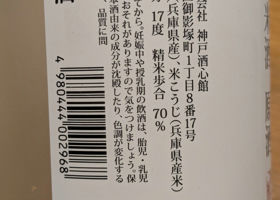 会社 神戸酒心館
御影塚町1丁目8番17号
兵庫県産)、米こうじ(兵庫県産米)
17度 精米歩合 70%
てから。妊娠中や授乳期の飲酒は、胎児・乳児
おそれがありますので気をつけましょう。保
酒由来の成分が沈殿したり、色調が変化する
品質に問
4980444002968